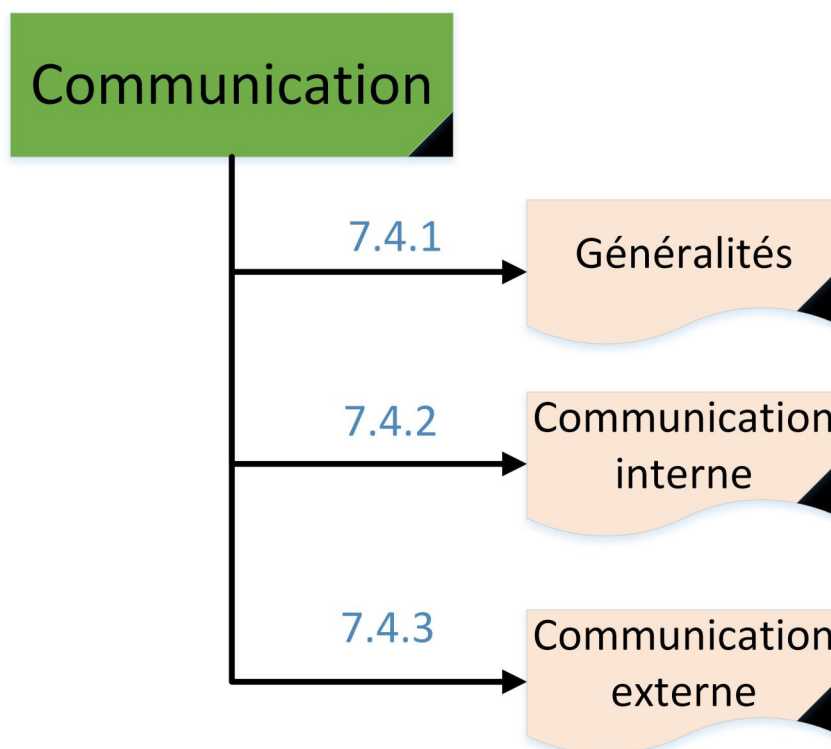 Communication
7.4.1
Généralités
7.4.2
Communication
interne
7.4.3
Communication
externe